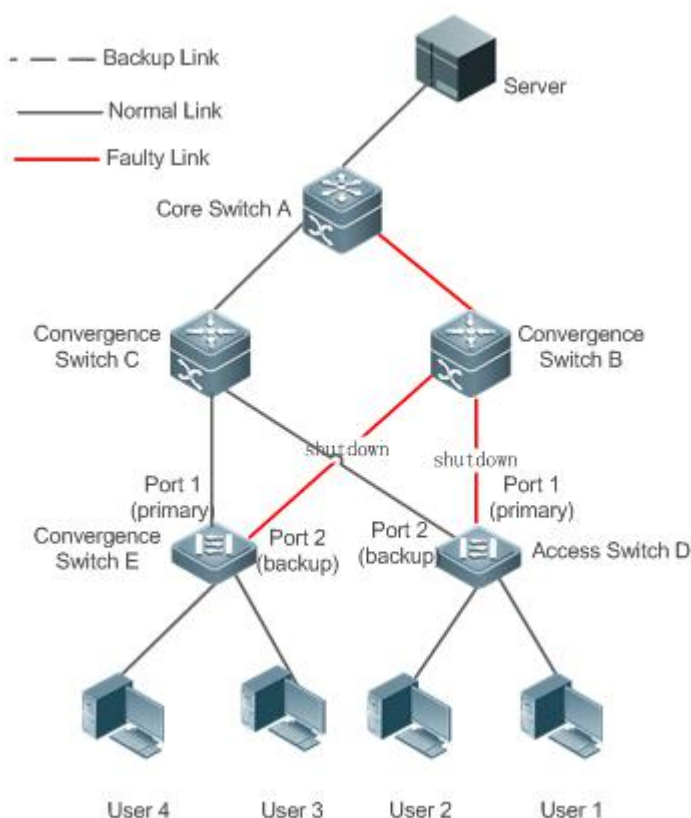 Backup Link
Server
Normal Link
Faulty Link
Core Switch A
Convergence
Switch C
Convergence
Switch B
shutdown
shutdown
Port 1
(primary)
Port 1
(primary)
Convergence
Switch E
Port 2
(backup)
Port 2
(backup)
Access Switch D
User 4
User 3
User 2
User 1